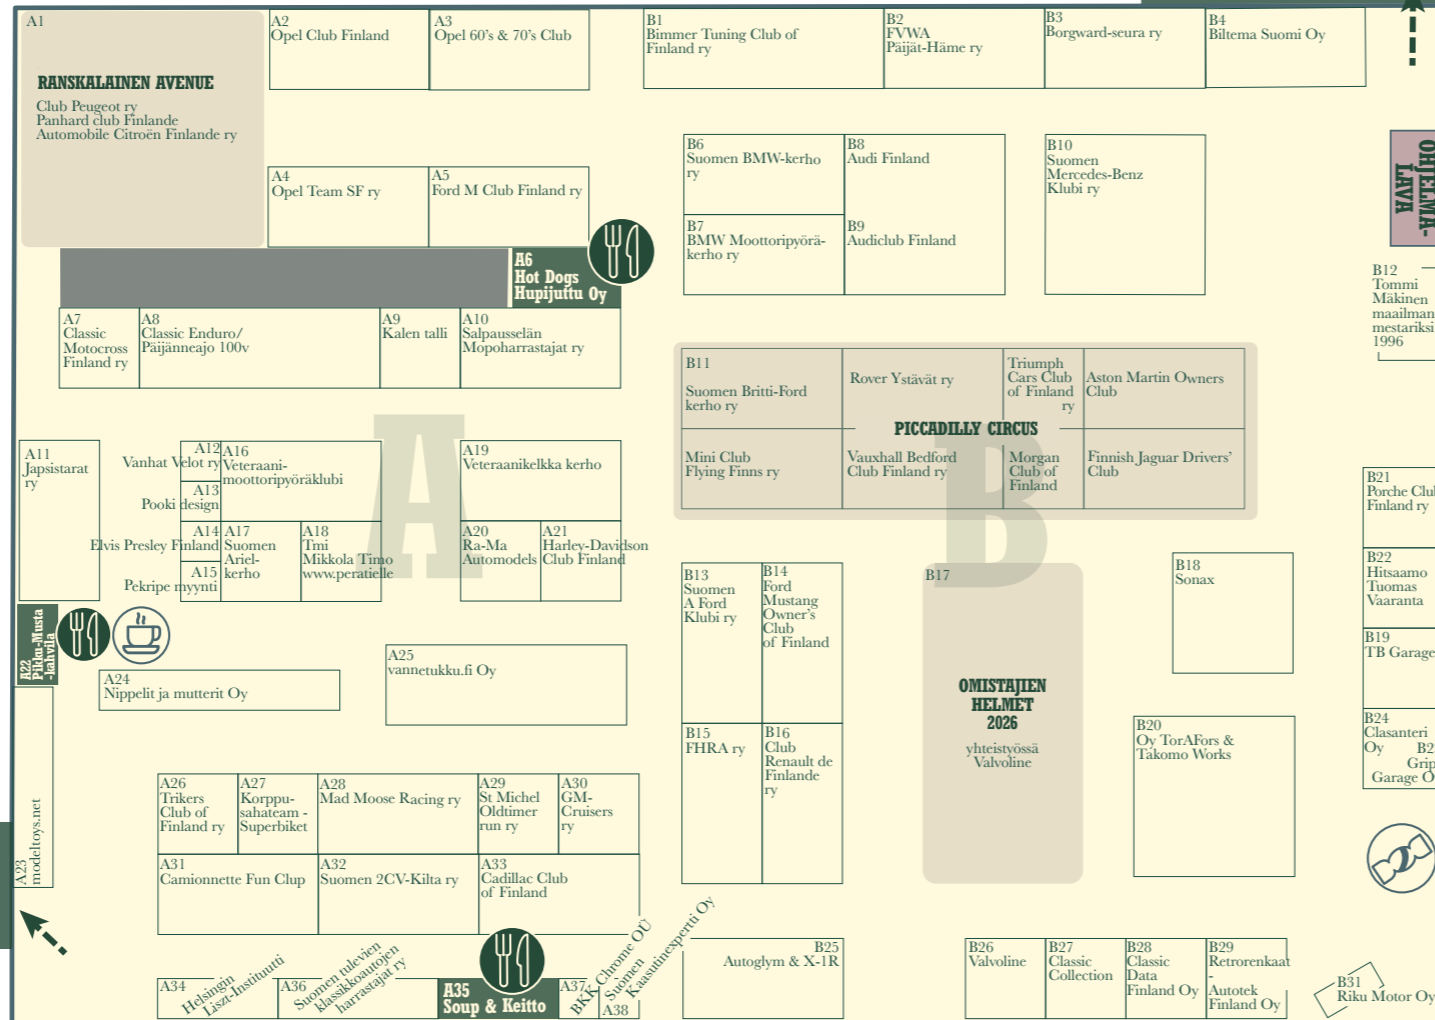 A1
RANSKALAINEN AVENUE
Club Peugeot ry
Panhard club Finlande
Automobile Citroën Finlande ry
A2
Opel Club Finland
A3
Opel 60's & 70's Club
B1
Bimmer Tuning Club of
Finland ry
B2
FVWA
Päijät-Häme ry
B3
Borgward-seura ry
B4
Biltema Suomi Oy
A4
Opel Team SF ry
A5
Ford M Club Finland ry
B6
Suomen BMW-kerho
ry
B8
Audi Finland
B10
Suomen
Mercedes-Benz
Klubi ry
OHJELMA-
LAVA
B7
BMW Moottoripyörä-
kerho ry
B9
Audiclub Finland
A6
Hot Dogs
Hupijuttu Oy
B12
Tommi
Mäkinen
maailman
mestariksi
1996
A7
Classic
Motocross
Finland ry
A8
Classic Enduro/
Päijänneajo 100v
A9
Kalen talli
A10
Salpausselän
Mopoharrastajat ry
B11
Suomen Britti-Ford
kerho ry
Rover Ystävät ry
Triumph
Cars Club
of Finland
ry
Aston Martin Owners
Club
PICCADILLY CIRCUS
Mini Club
Flying Finns ry
Vauxhall Bedford
Club Finland ry
Morgan
Club of
Finland
Finnish Jaguar Drivers'
Club
A
B
A11
Japsistarat
ry
A12
Vanhat Velot ry
A13
Pooki design
A14
Elvis Presley Finland
A15
Pekripe myynti
A16
Veteraani-
moottoripyöräklubi
A17
Suomen
Ariel-
kerho
A18
Tmi
Mikkola Timo
www.peratielle
A19
Veteraanikelkka kerho
A20
Ra-Ma
Automodels
A21
Harley-Davidson
Club Finland
B21
Porche Club
Finland ry
B22
Hitsaamo
Tuomas
Vaaranta
B19
TB Garage
B24
Clasanteri
Oy
Grip
Garage O
B13
Suomen
A Ford
Klubi ry
B14
Ford
Mustang
Owner's
Club
of Finland
B15
FHRA ry
B16
Club
Renault de
Finlande
ry
B17
OMISTAJIEN
HELMET
2026
yhteistyössä
Valvoline
B18
Sonax
B20
Oy TorAFors &
Takomo Works
A22
Pikku-Musta
-kahvila
A23
modeltoys.net
A24
Nippelit ja mutterit Oy
A25
vannetukku.fi Oy
A26
Trikers
Club of
Finland ry
A27
Korppu-
sahateam -
Superbiket
A28
Mad Moose Racing ry
A29
St Michel
Oldtimer
run ry
A30
GM-
Cruisers
ry
A31
Camionnette Fun Clup
A32
Suomen 2CV-Kilta ry
A33
Cadillac Club
of Finland
A34
Helsingin
Liszt-Instituutti
A36
Suomen tulevien
klassikkoautojen
harrastajat ry
A35
Soup & Keitto
A37
BKK Chrome OÜ
A38
Suomen
Kaasutinexpertti Oy
B25
Autoglym & X-1R
B26
Valvoline
B27
Classic
Collection
B28
Classic
Data
Finland Oy
B29
Retrorenkaat
-
Autotek
Finland Oy
B31
Riku Motor Oy